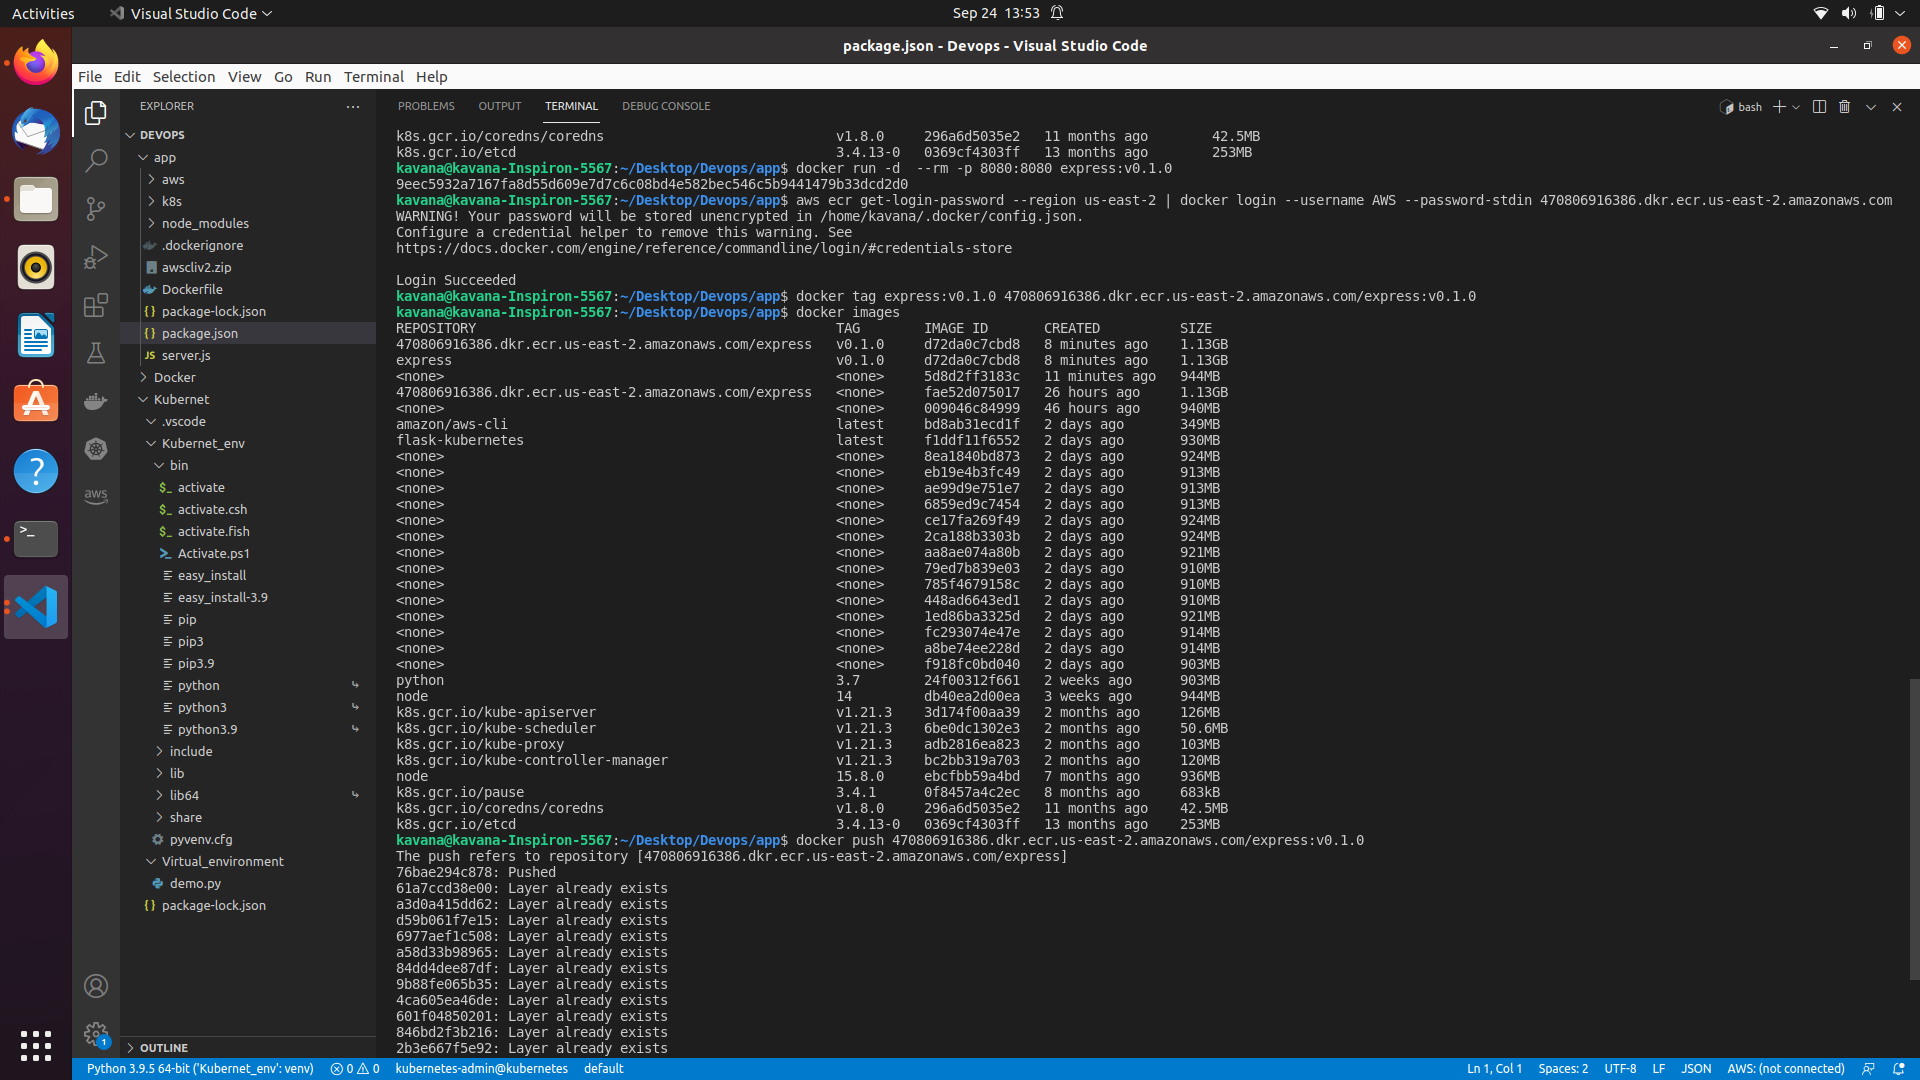 Activities
Visual Studio Code
Sep 24 13:53
package.json - Devops - Visual Studio Code
File Edit Selection View Go Run Terminal Help
EXPLORER
DEVOPS
app
aws
k8s
node_modules
.dockerignore
awscliv2.zip
Dockerfile
package-lock.json
package.json
JS server.js
Docker
Kubernet
.vscode
Kubernet_env
bin
activate
activate.csh
activate.fish
Activate.ps1
easy_install
easy_install-3.9
pip
pip3
pip3.9
python
python3
python3.9
include
lib
lib64
share
pyvenv.cfg
Virtual_environment
demo.py
package-lock.json
OUTLINE
aws
1
PROBLEMS OUTPUT TERMINAL DEBUG CONSOLE
bash
k8s.gcr.io/coredns/coredns v1.8.0 296a6d5035e2 11 months ago 42.5MB
k8s.gcr.io/etcd 3.4.13-0 0369cf4303ff 13 months ago 253MB
kavana@kavana-Inspiron-5567:~/Desktop/Devops/app$ docker run -d  --rm -p 8080:8080 express:v0.1.0
9eec5932a7167fa8d55d609e7d7c6c08bd4e582bec546c5b9441479b33dcd2d0
kavana@kavana-Inspiron-5567:~/Desktop/Devops/app$ aws ecr get-login-password --region us-east-2 | docker login --username AWS --password-stdin 470806916386.dkr.ecr.us-east-2.amazonaws.com
WARNING! Your password will be stored unencrypted in /home/kavana/.docker/config.json.
Configure a credential helper to remove this warning. See
https://docs.docker.com/engine/reference/commandline/login/#credentials-store
Login Succeeded
kavana@kavana-Inspiron-5567:~/Desktop/Devops/app$ docker tag express:v0.1.0 470806916386.dkr.ecr.us-east-2.amazonaws.com/express:v0.1.0
kavana@kavana-Inspiron-5567:~/Desktop/Devops/app$ docker images
REPOSITORY TAG IMAGE ID CREATED SIZE
470806916386.dkr.ecr.us-east-2.amazonaws.com/express v0.1.0 d72da0c7cbd8 8 minutes ago 1.13GB
express v0.1.0 d72da0c7cbd8 8 minutes ago 1.13GB
<none> <none> 5d8d2ff3183c 11 minutes ago 944MB
470806916386.dkr.ecr.us-east-2.amazonaws.com/express <none> fae52d075017 26 hours ago 1.13GB
<none> <none> 009046c84999 46 hours ago 940MB
amazon/aws-cli latest bd8ab31ecd1f 2 days ago 349MB
flask-kubernetes latest f1ddf11f6552 2 days ago 930MB
<none> <none> 8ea1840bd873 2 days ago 924MB
<none> <none> eb19e4b3fc49 2 days ago 913MB
<none> <none> ae99d9e751e7 2 days ago 913MB
<none> <none> 6859ed9c7454 2 days ago 913MB
<none> <none> ce17fa269f49 2 days ago 924MB
<none> <none> 2ca188b3303b 2 days ago 924MB
<none> <none> aa8ae074a80b 2 days ago 921MB
<none> <none> 79ed7b839e03 2 days ago 910MB
<none> <none> 785f4679158c 2 days ago 910MB
<none> <none> 448ad6643ed1 2 days ago 910MB
<none> <none> 1ed86ba3325d 2 days ago 921MB
<none> <none> fc293074e47e 2 days ago 914MB
<none> <none> a8be74ee228d 2 days ago 914MB
<none> <none> f918fc0bd040 2 days ago 903MB
python 3.7 24f00312f661 2 weeks ago 903MB
node 14 db40ea2d00ea 3 weeks ago 944MB
k8s.gcr.io/kube-apiserver v1.21.3 3d174f00aa39 2 months ago 126MB
k8s.gcr.io/kube-scheduler v1.21.3 6be0dc1302e3 2 months ago 50.6MB
k8s.gcr.io/kube-proxy v1.21.3 adb2816ea823 2 months ago 103MB
k8s.gcr.io/kube-controller-manager v1.21.3 bc2bb319a703 2 months ago 120MB
node 15.8.0 ebcfbb59a4bd 7 months ago 936MB
k8s.gcr.io/pause 3.4.1 0f8457a4c2ec 8 months ago 683kB
k8s.gcr.io/coredns/coredns v1.8.0 296a6d5035e2 11 months ago 42.5MB
k8s.gcr.io/etcd 3.4.13-0 0369cf4303ff 13 months ago 253MB
kavana@kavana-Inspiron-5567:~/Desktop/Devops/app$ docker push 470806916386.dkr.ecr.us-east-2.amazonaws.com/express:v0.1.0
The push refers to repository [470806916386.dkr.ecr.us-east-2.amazonaws.com/express]
76bae294c878: Pushed
61a7ccd38e00: Layer already exists
a3d0a415dd62: Layer already exists
d59b061f7e15: Layer already exists
6977aef1c508: Layer already exists
a58d33b98965: Layer already exists
84dd4dee87df: Layer already exists
9b88fe065b35: Layer already exists
4ca605ea46de: Layer already exists
601f04850201: Layer already exists
846bd2f3b216: Layer already exists
2b3e667f5e92: Layer already exists
Python 3.9.5 64-bit ('Kubernet_env': venv) 0 0 kubernetes-admin@kubernetes default
Ln 1, Col 1 Spaces: 2 UTF-8 LF JSON AWS: (not connected)